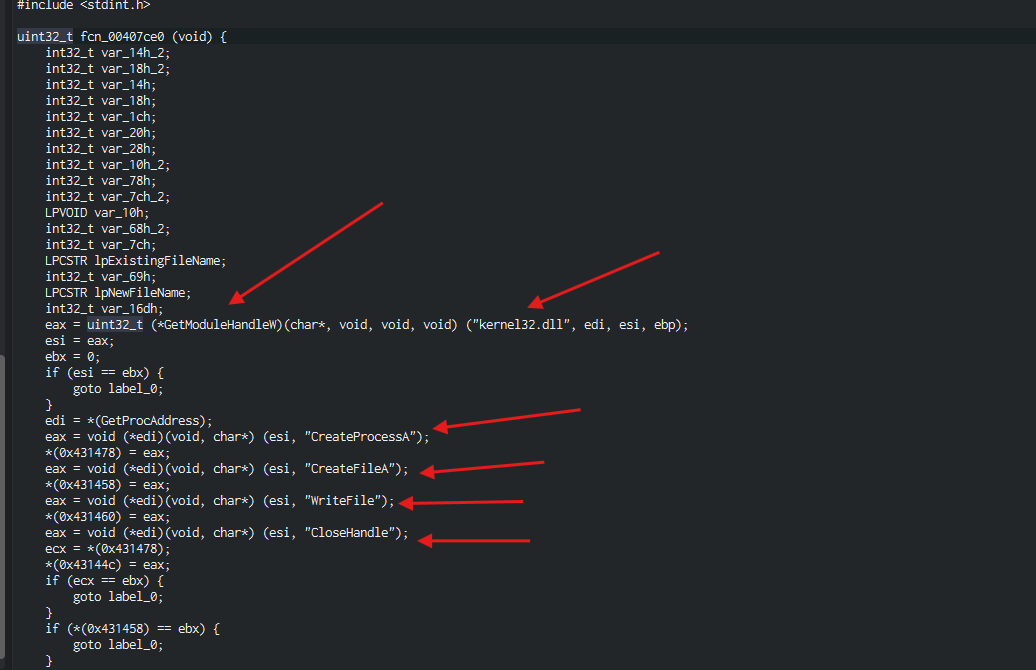 #include <stdint.h>
uint32_t fcn_00407ce0 (void) {
int32_t var_14h_2;
int32_t var_18h_2;
int32_t var_14h;
int32_t var_18h;
int32_t var_1ch;
int32_t var_20h;
int32_t var_28h;
int32_t var_10h_2;
int32_t var_78h;
int32_t var_7ch_2;
LPVOID var_10h;
int32_t var_68h_2;
int32_t var_7ch;
LPCSTR lpExistingFileName;
int32_t var_69h;
LPCSTR lpNewFileName;
int32_t var_16dh;
eax = uint32_t (*GetModuleHandleW)(char*, void, void, void) ("kernel32.dll", edi, esi, ebp);
esi = eax;
ebx = 0;
if (esi == ebx) {
goto label_0;
}
edi = *(GetProcAddress);
eax = void (*edi)(void, char*) (esi, "CreateProcessA");
*(0x431478) = eax;
eax = void (*edi)(void, char*) (esi, "CreateFileA");
*(0x431458) = eax;
eax = void (*edi)(void, char*) (esi, "WriteFile");
*(0x431460) = eax;
eax = void (*edi)(void, char*) (esi, "CloseHandle");
ecx = *(0x431478);
*(0x43144c) = eax;
if (ecx == ebx) {
goto label_0;
}
if (*(0x431458) == ebx) {
goto label_0;
}